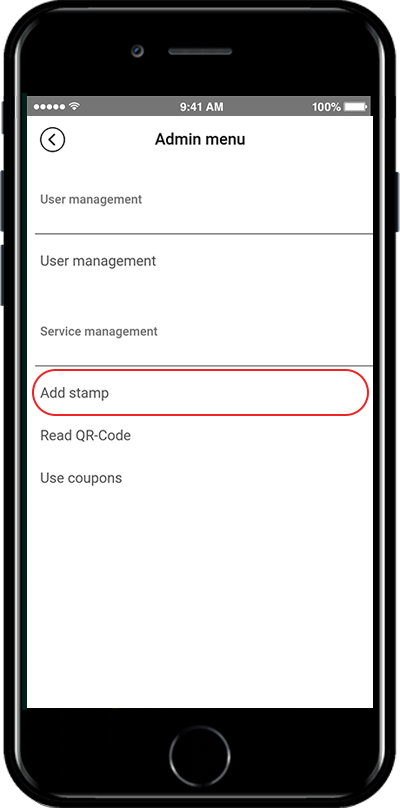 9:41 AM 100%
Admin menu
User management
User management
Service management
Add stamp
Read QR-Code
Use coupons